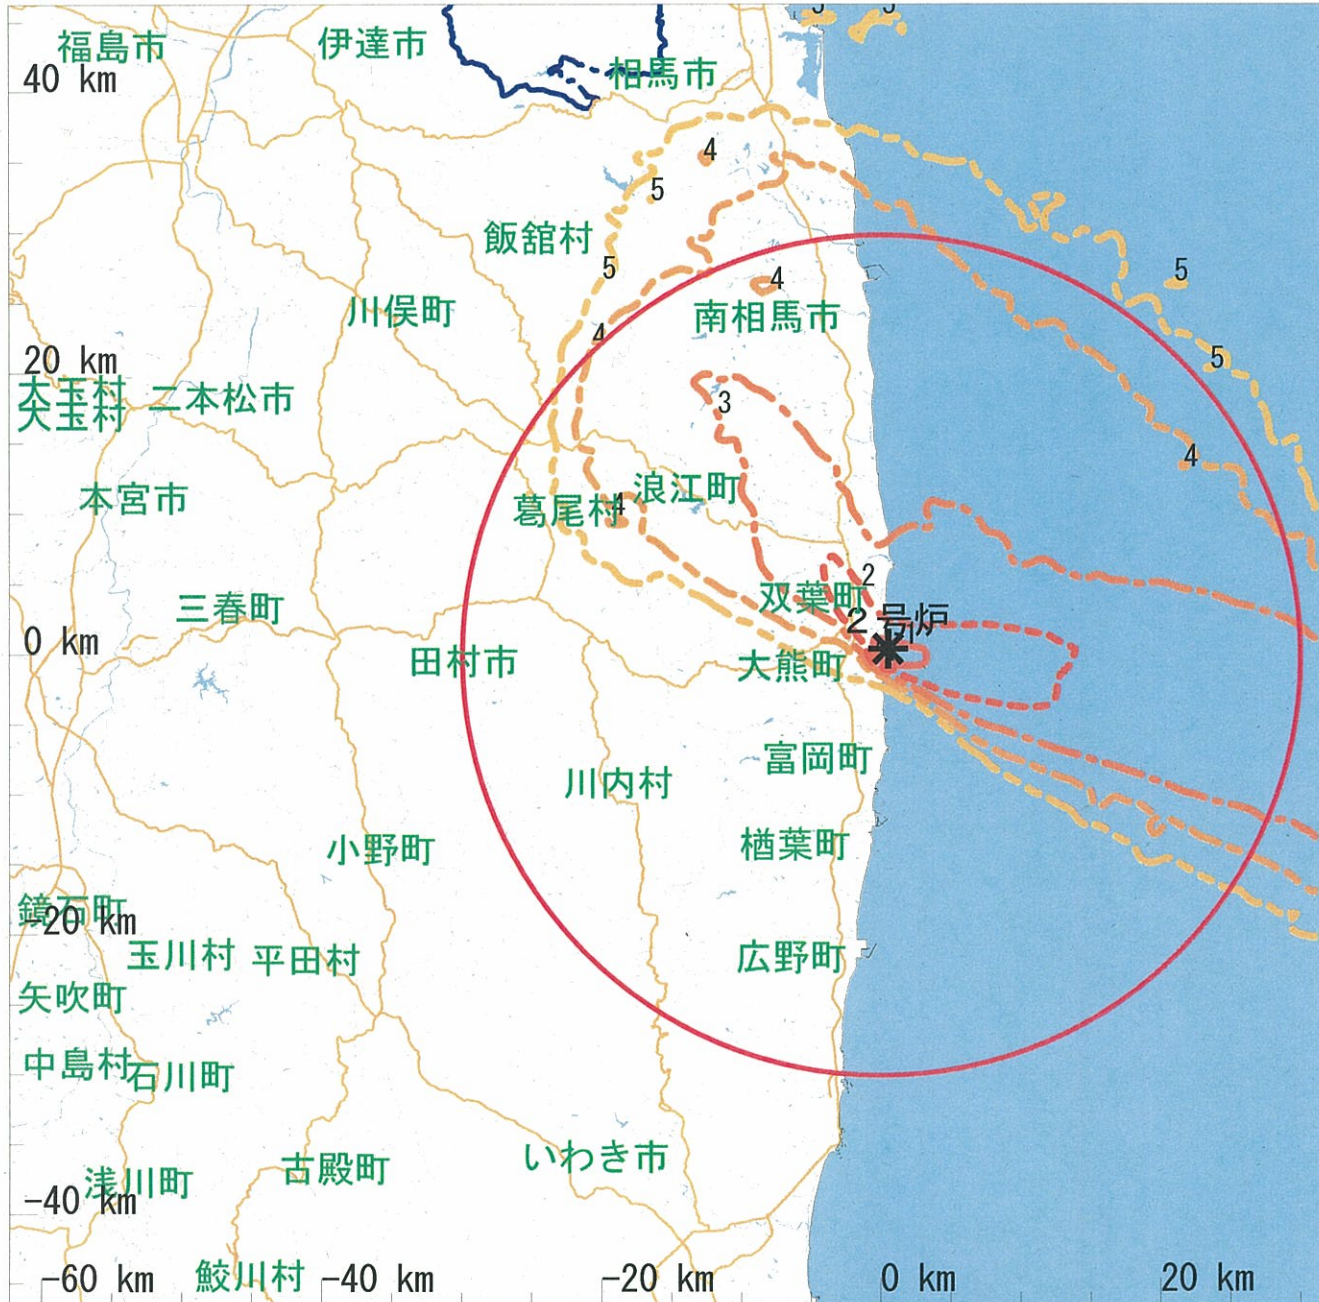 5
5
福島市
伊達市
相馬市
40 km
4
5
飯舘村
5
4
5
川俣町
南相馬市
4
20 km
5
大玉村
大玉村
二本松市
3
4
本宮市
葛尾村
4
浪江町
2
双葉町
三春町
2号炉
1
0 km
田村市
大熊町
富岡町
川内村
楢葉町
小野町
鏡石町
-20 km
玉川村
平田村
広野町
矢吹町
中島村
石川町
いわき市
古殿町
浅川町
-40 km
-60 km
鮫川村
-40 km
-20 km
0 km
20 km